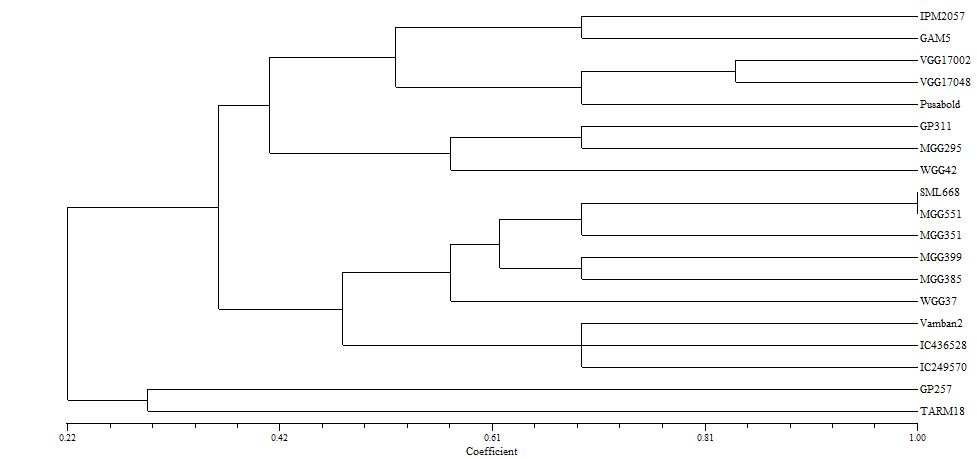 IPM2057
GAM5
VGG17002
VGG17048
Pusabold
GP311
MGG295
WGG42
SML668
MGG551
MGG351
MGG399
MGG385
WGG37
Vamban2
IC436528
IC249570
GP257
TARM18
0.22 0.42 0.61 0.81 1.00
Coefficient